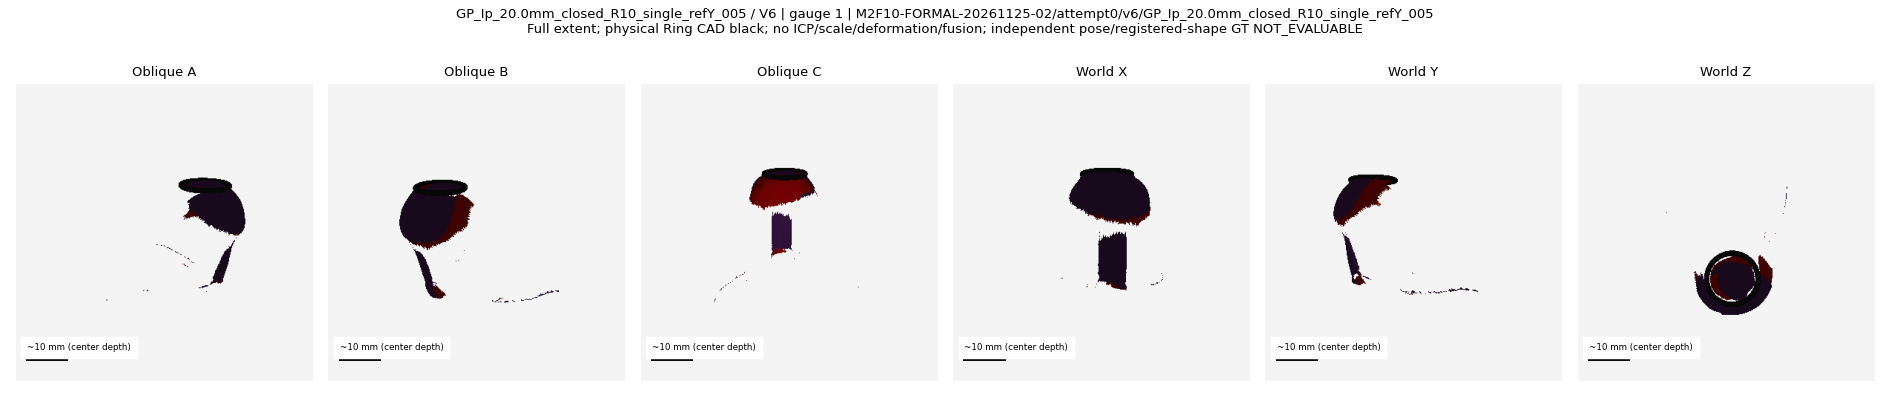 GP_Ip_20.0mm_closed_R10_single_refY_005 / V6 | gauge 1 | M2F10-FORMAL-20261125-02/attempt0/v6/GP_Ip_20.0mm_closed_R10_single_refY_005
Full extent; physical Ring CAD black; no ICP/scale/deformation/fusion; independent pose/registered-shape GT NOT_EVALUABLE
Oblique A
Oblique B
Oblique C
World X
World Y
World Z
~10 mm (center depth)
~10 mm (center depth)
~10 mm (center depth)
~10 mm (center depth)
~10 mm (center depth)
~10 mm (center depth)